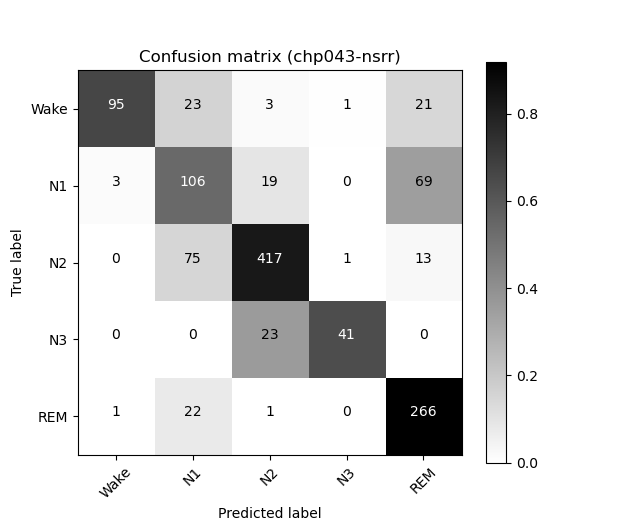 Confusion matrix (chp043-nsrr)
Wake 95 23 3 1 21
N1 3 106 19 0 69
N2 0 75 417 1 13
N3 0 0 23 41 0
REM 1 22 1 0 266
Wake N1 N2 N3 REM
Predicted label
True label
0.8
0.6
0.4
0.2
0.0